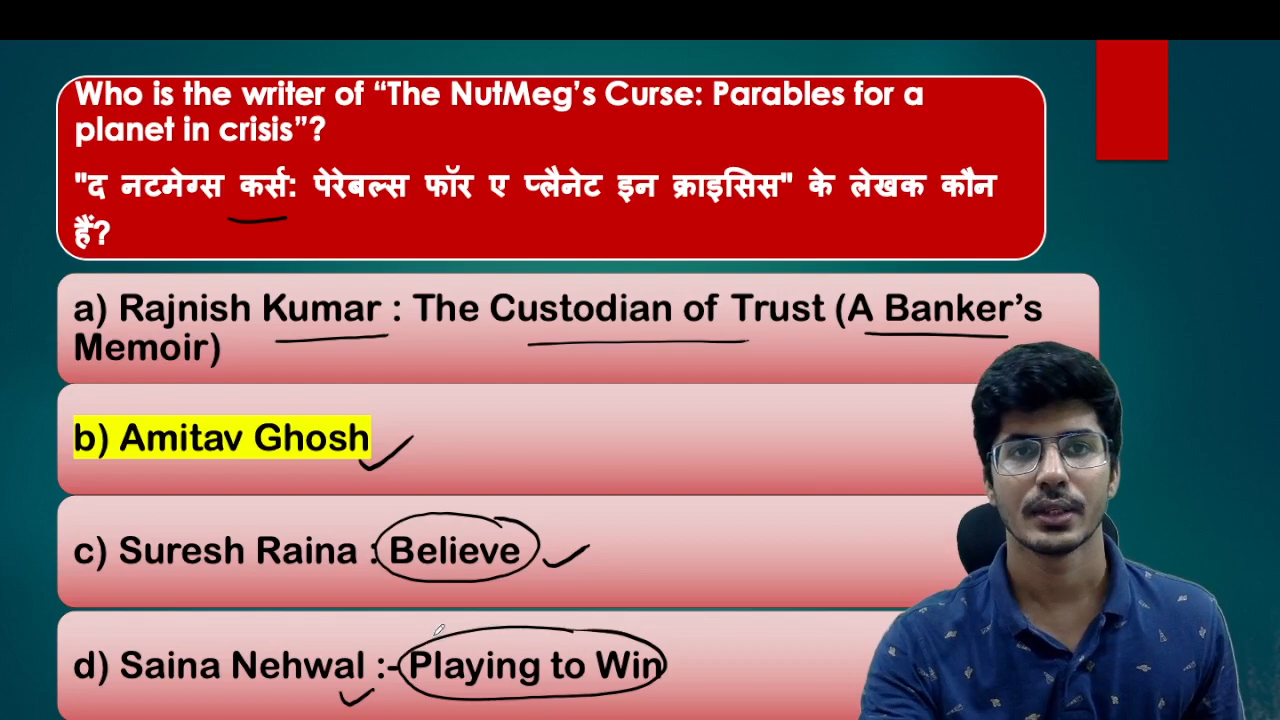 Who is the writer of “The NutMeg’s Curse: Parables for a
planet in crisis”?
"द नटमेग्स कर्स: पेरेबल्स फॉर ए प्लैनेट इन क्राइसिस" के लेखक कौन
हैं?
a) Rajnish Kumar : The Custodian of Trust (A Banker’s
Memoir)
b) Amitav Ghosh
c) Suresh Raina : Believe
d) Saina Nehwal :- Playing to Win